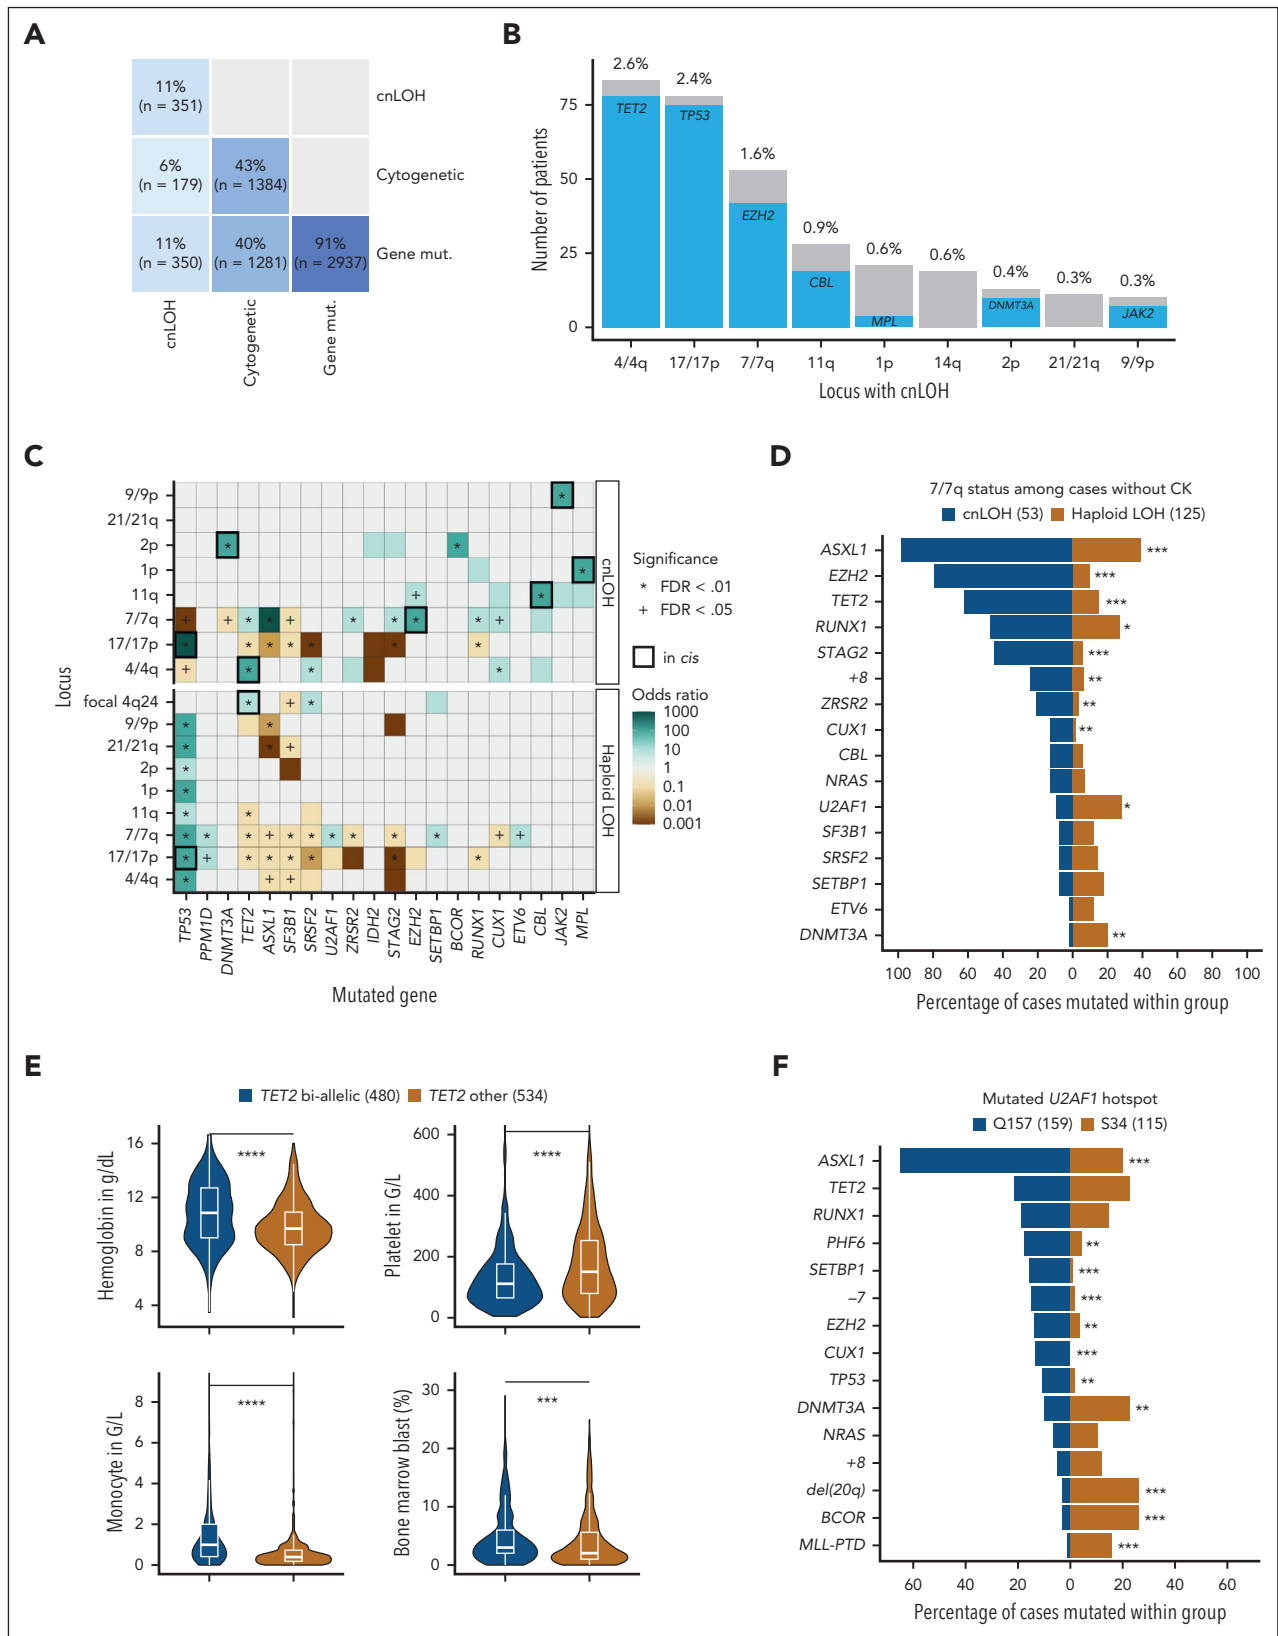 A
11%
(n = 351)
cnLOH
6%
(n = 179)
43%
(n = 1384)
Cytogenetic
11%
(n = 350)
40%
(n = 1281)
91%
(n = 2937)
Gene mut.
cnLOH
Cytogenetic
Gene mut.
B
Number of patients
75
50
25
0
2.6%
2.4%
1.6%
0.9%
0.6%
0.6%
0.4%
0.3%
0.3%
TET2
TP53
EZH2
CBL
MPL
DNMT3A
JAK2
4/4q
17/17p
7/7q
11q
1p
14q
2p
21/21q
9/9p
Locus with cnLOH
C
Locus
9/9p
21/21q
2p
1p
11q
7/7q
17/17p
4/4q
focal 4q24
9/9p
21/21q
2p
1p
11q
7/7q
17/17p
4/4q
cnLOH
Haploid LOH
TP53
PPM1D
DNMT3A
TET2
ASXL1
SF3B1
SRSF2
U2AF1
ZRSR2
IDH2
STAG2
EZH2
SETBP1
BCOR
RUNX1
CUX1
ETV6
CBL
JAK2
MPL
Mutated gene
Significance
* FDR < .01
+ FDR < .05
in cis
Odds ratio
1000
100
10
1
0.1
0.01
0.001
D
7/7q status among cases without CK
cnLOH (53) Haploid LOH (125)
ASXL1 ***
EZH2 ***
TET2 ***
RUNX1 *
STAG2 ***
+8 **
ZRSR2 **
CUX1 **
CBL
NRAS
U2AF1 *
SF3B1
SRSF2
SETBP1
ETV6
DNMT3A **
100 80 60 40 20 0 20 40 60 80 100
Percentage of cases mutated within group
E
TET2 bi-allelic (480) TET2 other (534)
Hemoglobin in g/dL
16
12
8
4
****
Platelet in G/L
600
400
200
0
****
Monocyte in G/L
8
6
4
2
0
****
Bone marrow blast (%)
30
20
10
0
***
F
Mutated U2AF1 hotspot
Q157 (159) S34 (115)
ASXL1 ***
TET2
RUNX1
PHF6 **
SETBP1 ***
–7 ***
EZH2 **
CUX1 ***
TP53 **
DNMT3A **
NRAS
+8
del(20q) ***
BCOR ***
MLL-PTD ***
60 40 20 0 20 40 60
Percentage of cases mutated within group